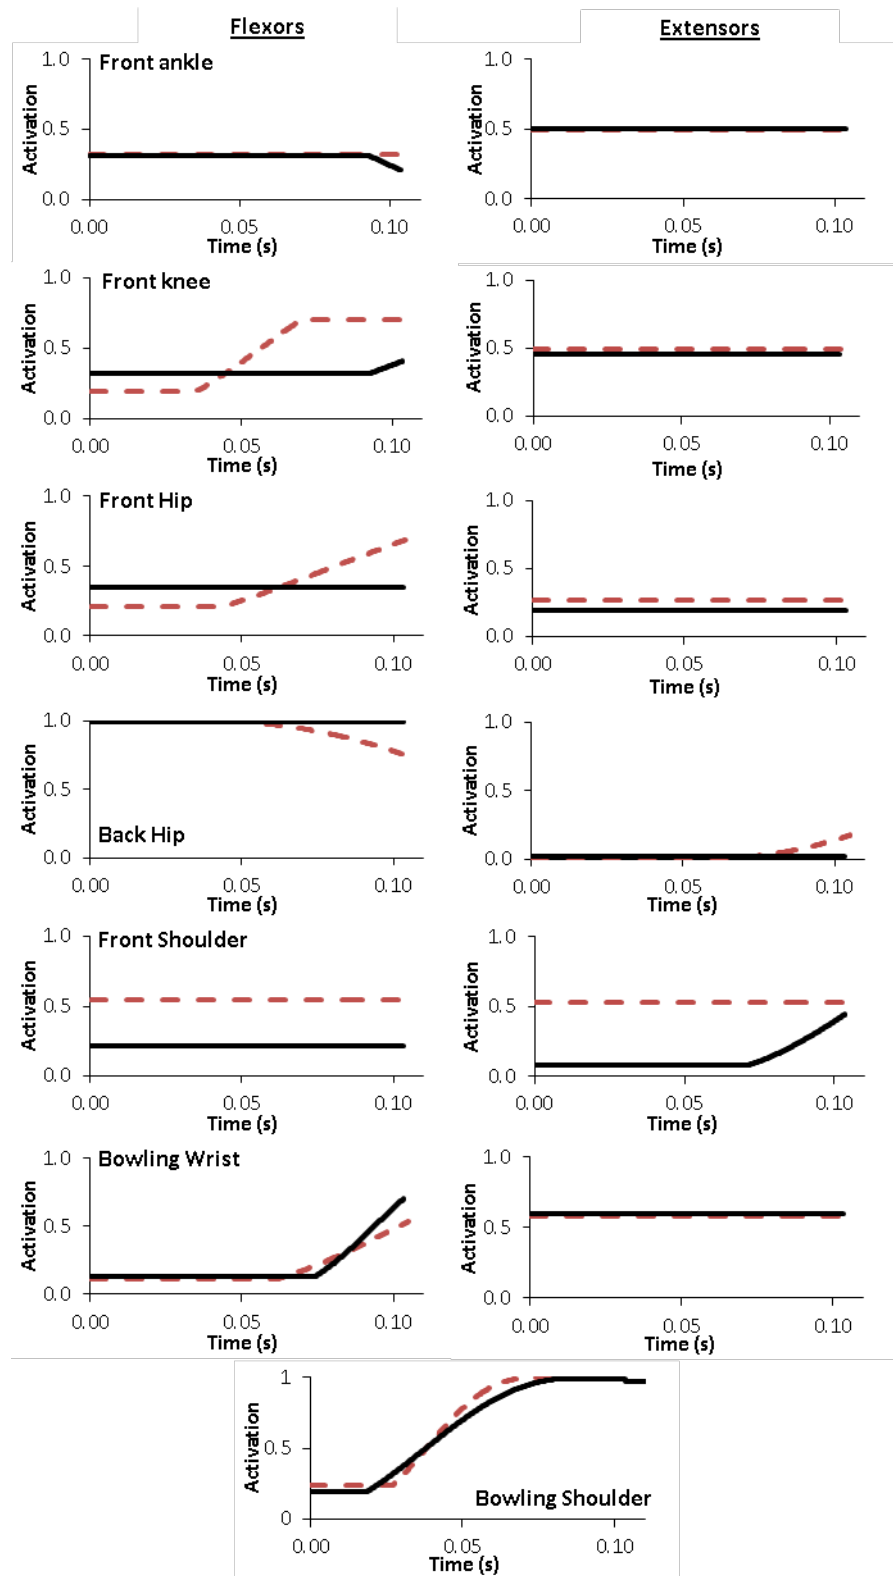 Flexors Extensors
Front ankle
1.0 1.0
Activation Activation
0.5 0.5
0.0 0.0
0.00 0.05 0.10 0.00 0.05 0.10
Time (s) Time (s)
Front knee
1.0 1.0
Activation Activation
0.5 0.5
0.0 0.0
0.00 0.05 0.10 0.00 0.05 0.10
Time (s) Time (s)
Front Hip
1.0 1.0
Activation Activation
0.5 0.5
0.0 0.0
0.00 0.05 0.10 0.00 0.05 0.10
Time (s) Time (s)
1.0 1.0
Activation Activation
0.5 0.5
Back Hip
0.0 0.0
0.00 0.05 0.10 0.00 0.05 0.10
Time (s) Time (s)
Front Shoulder
1.0 1.0
Activation Activation
0.5 0.5
0.0 0.0
0.00 0.05 0.10 0.00 0.05 0.10
Time (s) Time (s)
Bowling Wrist
1.0 1.0
Activation Activation
0.5 0.5
0.0 0.0
0.00 0.05 0.10 0.00 0.05 0.10
Time (s) Time (s)
1
Activation
0.5
Bowling Shoulder
0
0.00 0.05 0.10
Time (s)